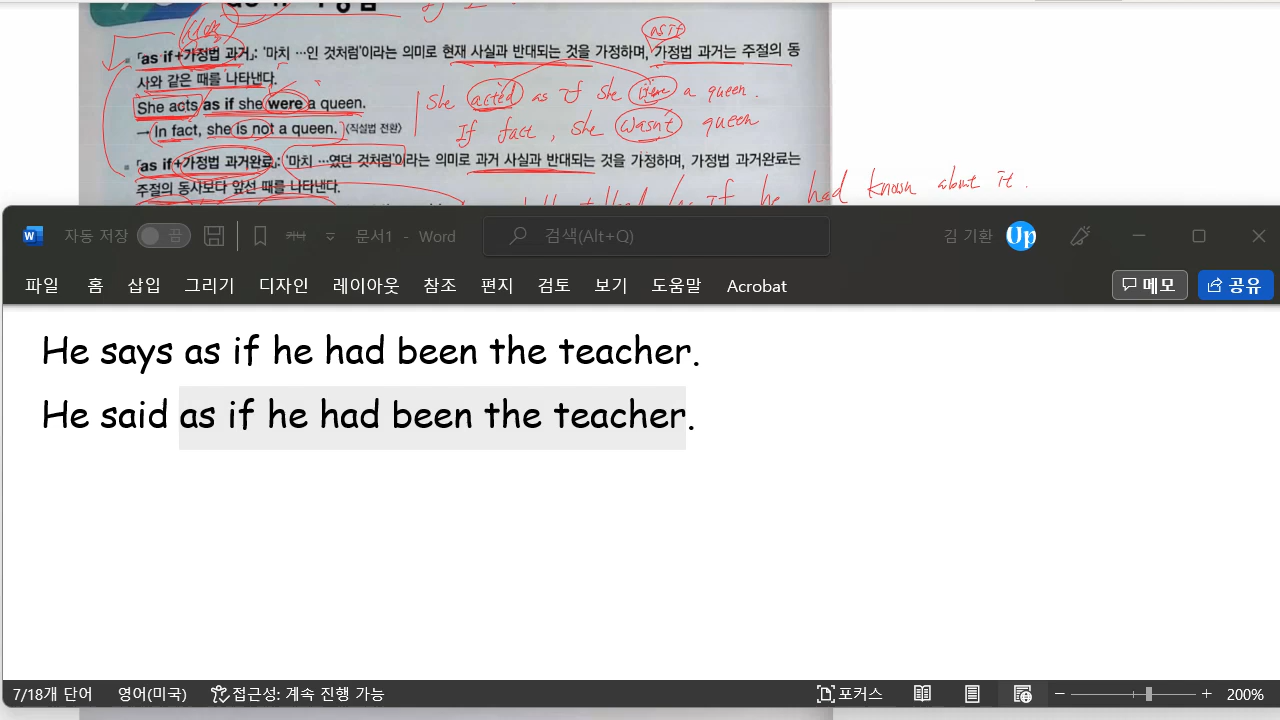 「as if+가정법 과거」: '마치 …인 것처럼'이라는 의미로 현재 사실과 반대되는 것을 가정하며, 가정법 과거는 주절의 동
as if
사와 같은 때를 나타낸다.
She acts as if she were a queen.
She acted as if she were a queen.
→ In fact, she is not a queen. 〈직설법 전환〉
If fact, she wasn't queen
「as if+가정법 과거완료」: '마치 …였던 것처럼'이라는 의미로 과거 사실과 반대되는 것을 가정하며, 가정법 과거완료는
주절의 동사보다 앞선 때를 나타낸다.
as if he had known about it.
자동 저장 끔 문서1 - Word 검색(Alt+Q) 김 기환 Up
파일 홈 삽입 그리기 디자인 레이아웃 참조 편지 검토 보기 도움말 Acrobat 메모 공유
He says as if he had been the teacher.
He said as if he had been the teacher.
7/18개 단어 영어(미국) 접근성: 계속 진행 가능 포커스 200%